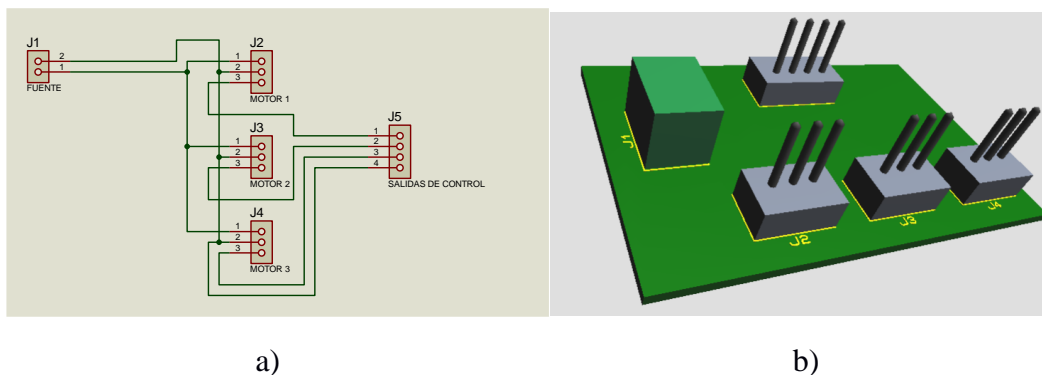 J1
2
1
FUENTE
J2
1
2
3
MOTOR 1
J3
1
2
3
MOTOR 2
J4
1
2
3
MOTOR 3
J5
1
2
3
4
SALIDAS DE CONTROL
J1
J2
J3
J4
a)
b)